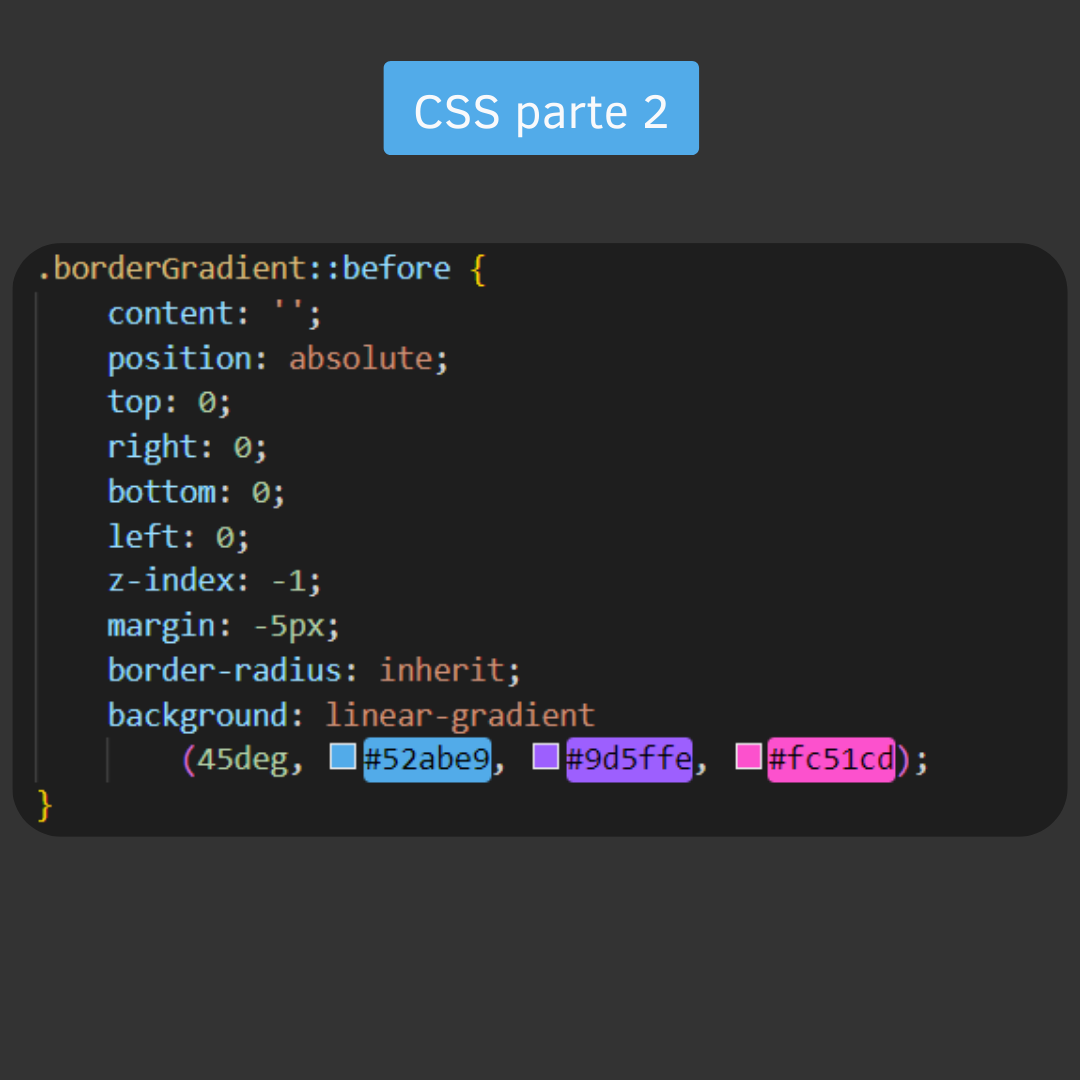 CSS parte 2
.borderGradient::before {
    content: '';
    position: absolute;
    top: 0;
    right: 0;
    bottom: 0;
    left: 0;
    z-index: -1;
    margin: -5px;
    border-radius: inherit;
    background: linear-gradient
        (45deg, #52abe9, #9d5ffe, #fc51cd);
}